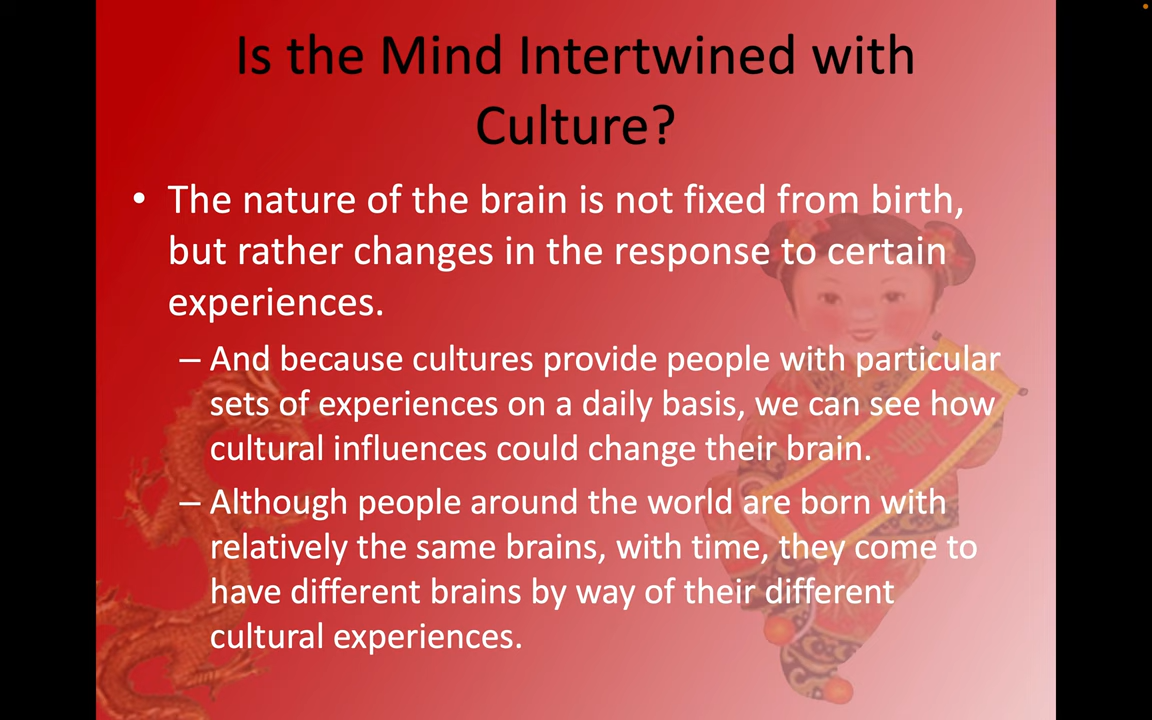 Is the Mind Intertwined with
Culture?
• The nature of the brain is not fixed from birth,
but rather changes in the response to certain
experiences.
– And because cultures provide people with particular
sets of experiences on a daily basis, we can see how
cultural influences could change their brain.
– Although people around the world are born with
relatively the same brains, with time, they come to
have different brains by way of their different
cultural experiences.